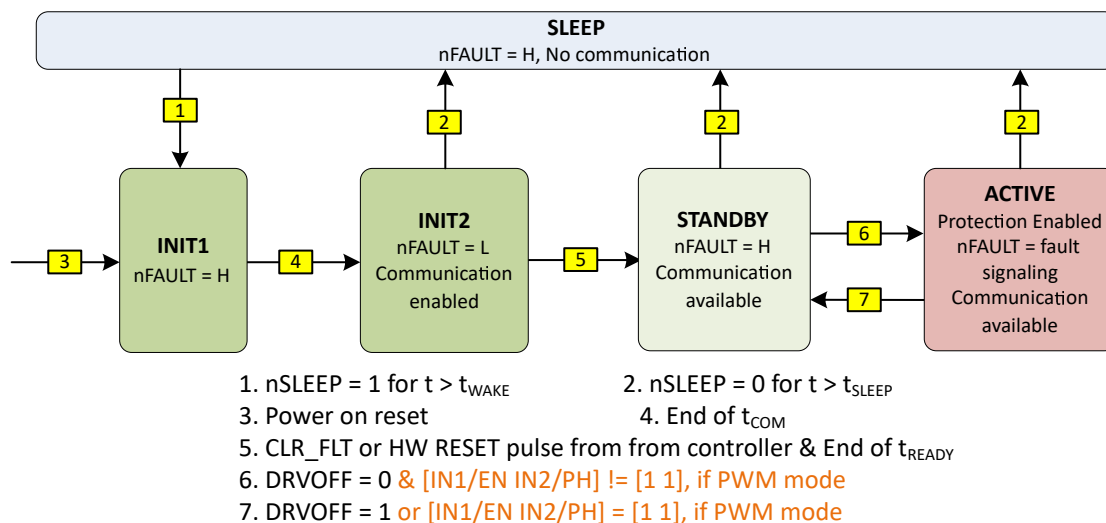 SLEEP
nFAULT = H, No communication
1
2
2
2
INIT1
nFAULT = H
INIT2
nFAULT = L
Communication
enabled
STANDBY
nFAULT = H
Communication
available
ACTIVE
Protection Enabled
nFAULT = fault
signaling
Communication
available
3
4
5
6
7
1. nSLEEP = 1 for t > tWAKE
2. nSLEEP = 0 for t > tSLEEP
3. Power on reset
4. End of tCOM
5. CLR_FLT or HW RESET pulse from from controller & End of tREADY
6. DRVOFF = 0 & [IN1/EN IN2/PH] != [1 1], if PWM mode
7. DRVOFF = 1 or [IN1/EN IN2/PH] = [1 1], if PWM mode